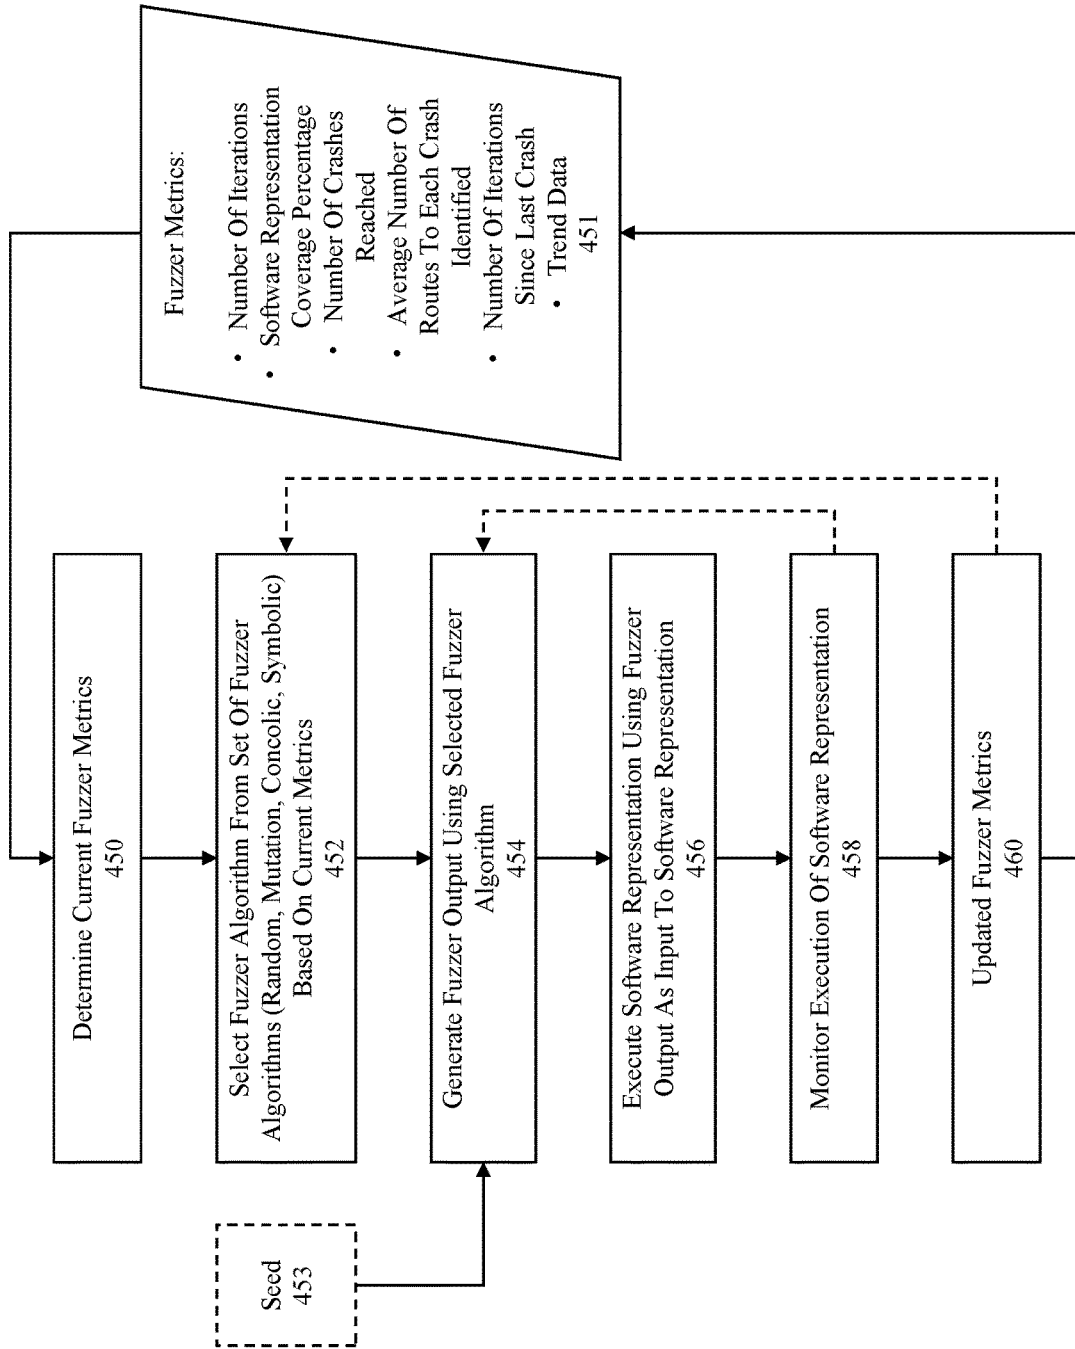 Determine Current Fuzzer Metrics
450
Select Fuzzer Algorithm From Set Of Fuzzer
Algorithms (Random, Mutation, Concolic, Symbolic)
Based On Current Metrics
452
Seed
453
Generate Fuzzer Output Using Selected Fuzzer
Algorithm
454
Execute Software Representation Using Fuzzer
Output As Input To Software Representation
456
Monitor Execution Of Software Representation
458
Updated Fuzzer Metrics
460
Fuzzer Metrics:
• Number Of Iterations
• Software Representation
Coverage Percentage
• Number Of Crashes
Reached
• Average Number Of
Routes To Each Crash
Identified
• Number Of Iterations
Since Last Crash
• Trend Data
451